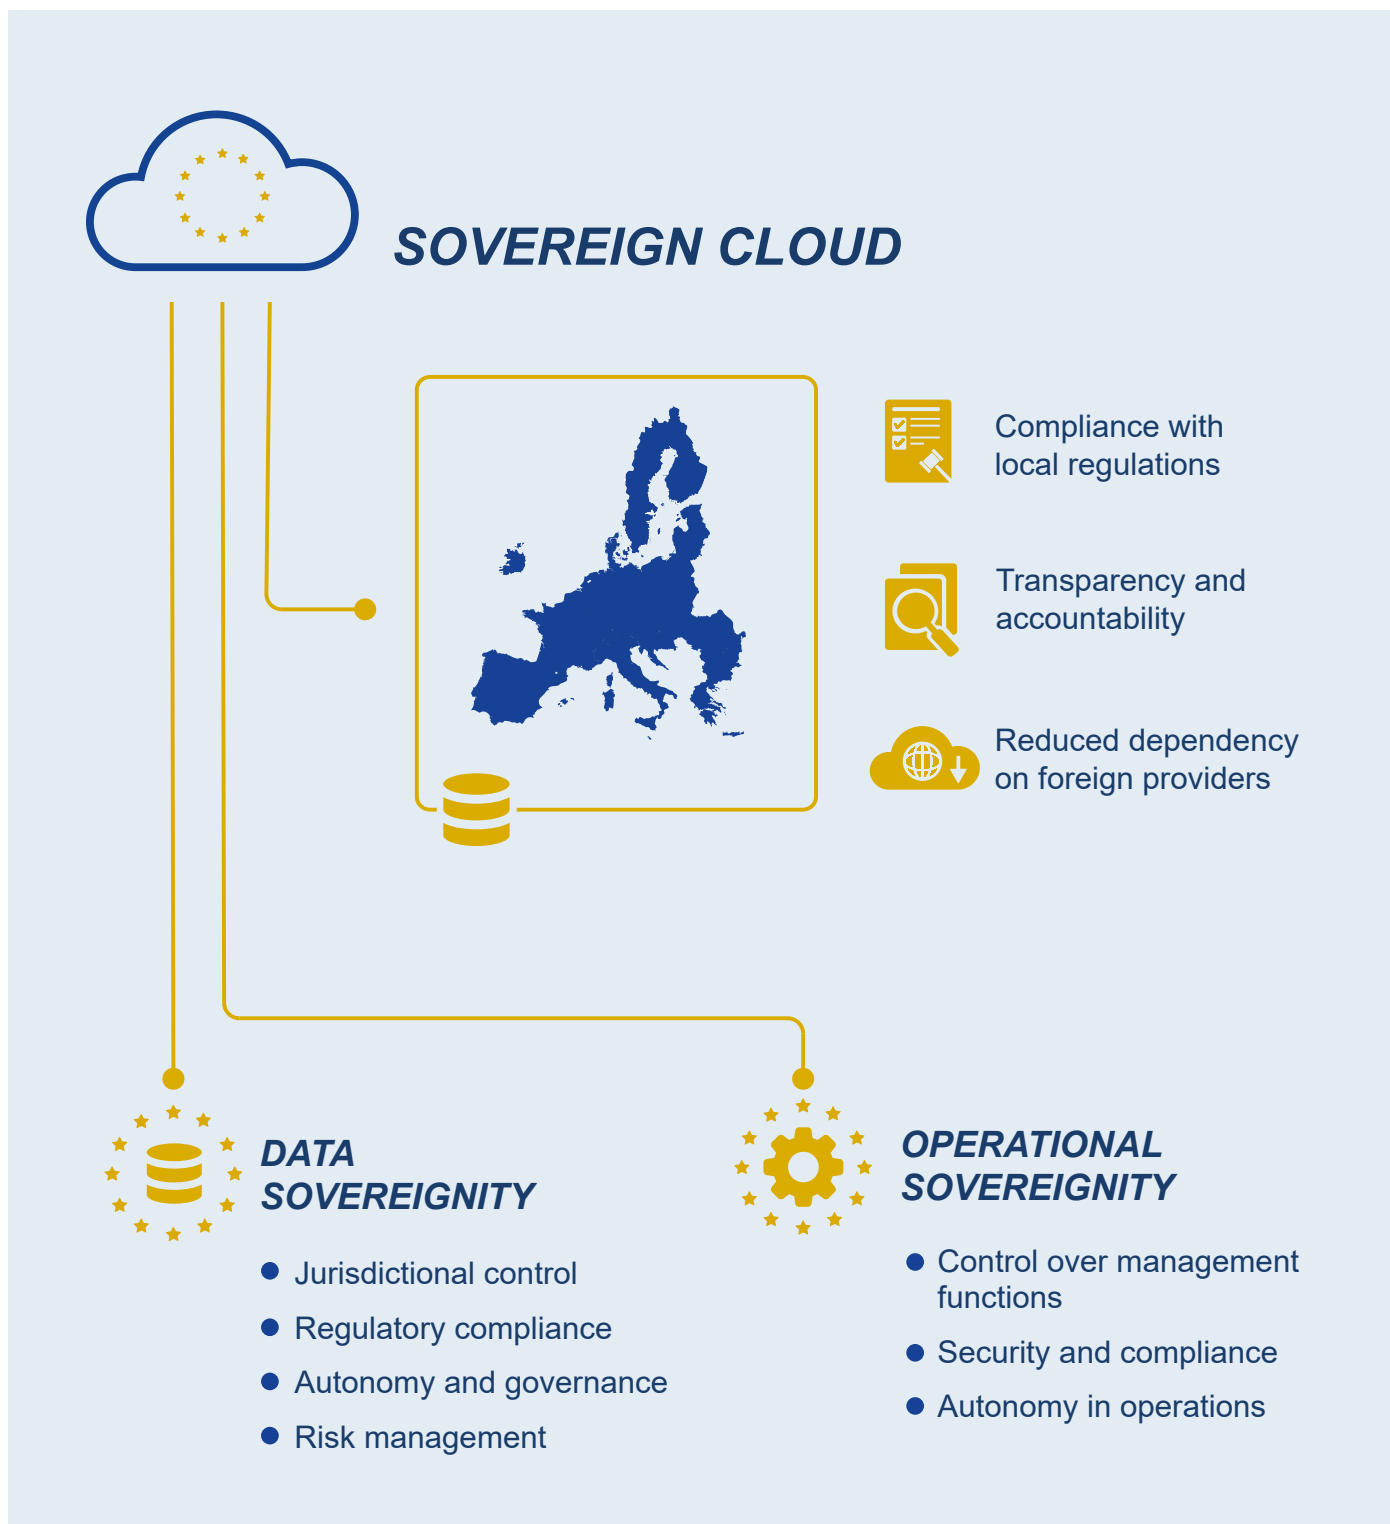 SOVEREIGN CLOUD
Compliance with
local regulations
Transparency and
accountability
Reduced dependency
on foreign providers
DATA
SOVEREIGNITY
Jurisdictional control
Regulatory compliance
Autonomy and governance
Risk management
OPERATIONAL
SOVEREIGNITY
Control over management
functions
Security and compliance
Autonomy in operations